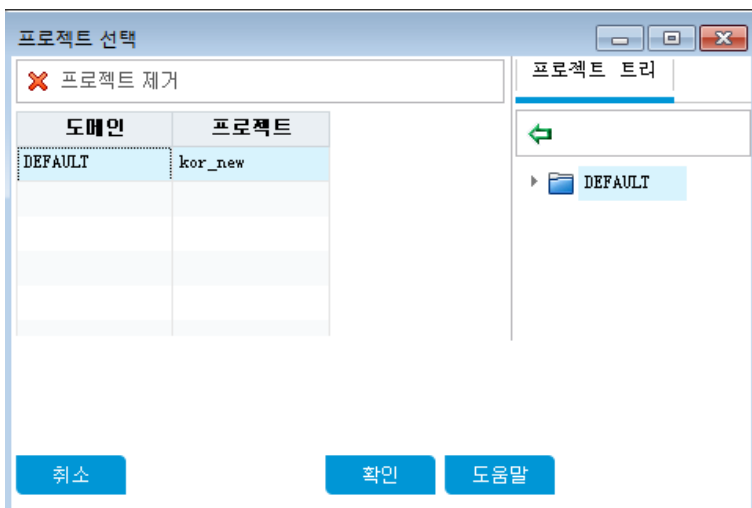 프로젝트 선택
프로젝트 제거
프로젝트 트리
도메인 프로젝트
DEFAULT kor_new
DEFAULT
취소 확인 도움말